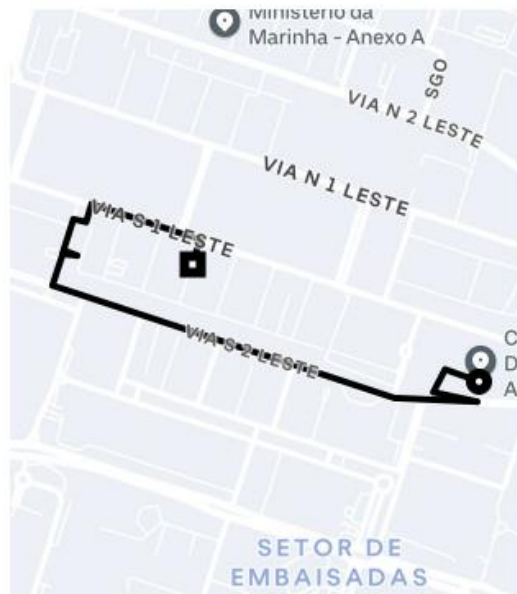 Ministério da
Marinha - Anexo A
SGO
VIA N 2 LESTE
VIA N 1 LESTE
VIA S 1 LESTE
VIA S 2 LESTE
C
D
A
SETOR DE
EMBAISADAS